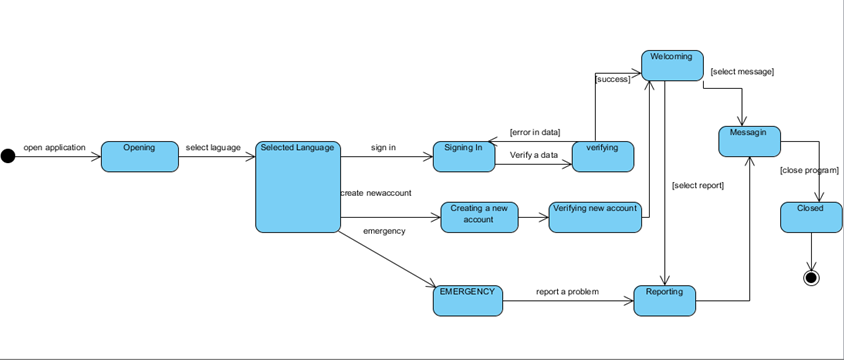 Welcoming
[select message]
[success]
Messagin
open application
Opening
select laguage
Selected Language
sign in
Signing In
[error in data]
Verify a data
verifying
[close program]
create newaccount
[select report]
Creating a new
account
Verifying new account
Closed
emergency
EMERGENCY
report a problem
Reporting